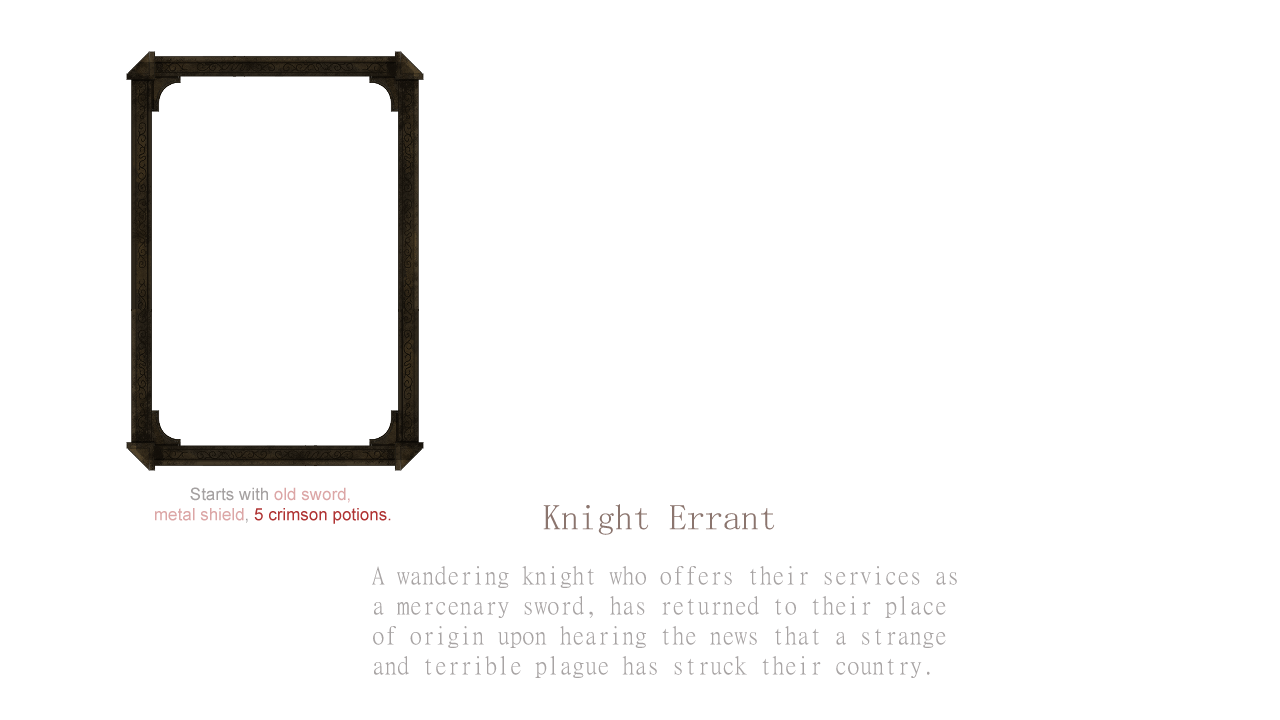 Starts with old sword,
metal shield, 5 crimson potions.
Knight Errant
A wandering knight who offers their services as
a mercenary sword, has returned to their place
of origin upon hearing the news that a strange
and terrible plague has struck their country.